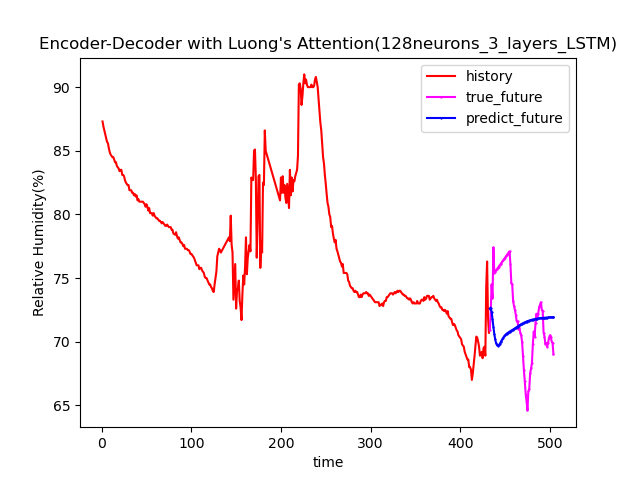 Encoder-Decoder with Luong's Attention(128neurons_3_layers_LSTM)
history
true_future
predict_future
Relative Humidity(%)
90
85
80
75
70
65
0
100
200
300
400
500
time